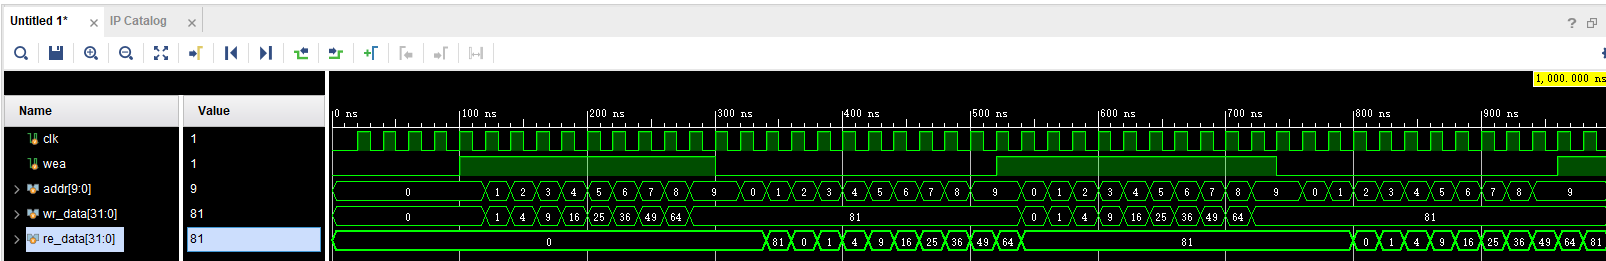 Untitled 1* × IP Catalog × ?
1,000.000 ns
Name Value
0 ns 100 ns 200 ns 300 ns 400 ns 500 ns 600 ns 700 ns 800 ns 900 ns
clk 1
wea 1
addr[9:0] 9 0 1 2 3 4 5 6 7 8 9 0 1 2 3 4 5 6 7 8 9 0 1 2 3 4 5 6 7 8 9 0 1 2 3 4 5 6 7 8 9
wr_data[31:0] 81 0 1 4 9 16 25 36 49 64 81 0 1 4 9 16 25 36 49 64 81
re_data[31:0] 81 0 81 0 1 4 9 16 25 36 49 64 81 0 1 4 9 16 25 36 49 64 81